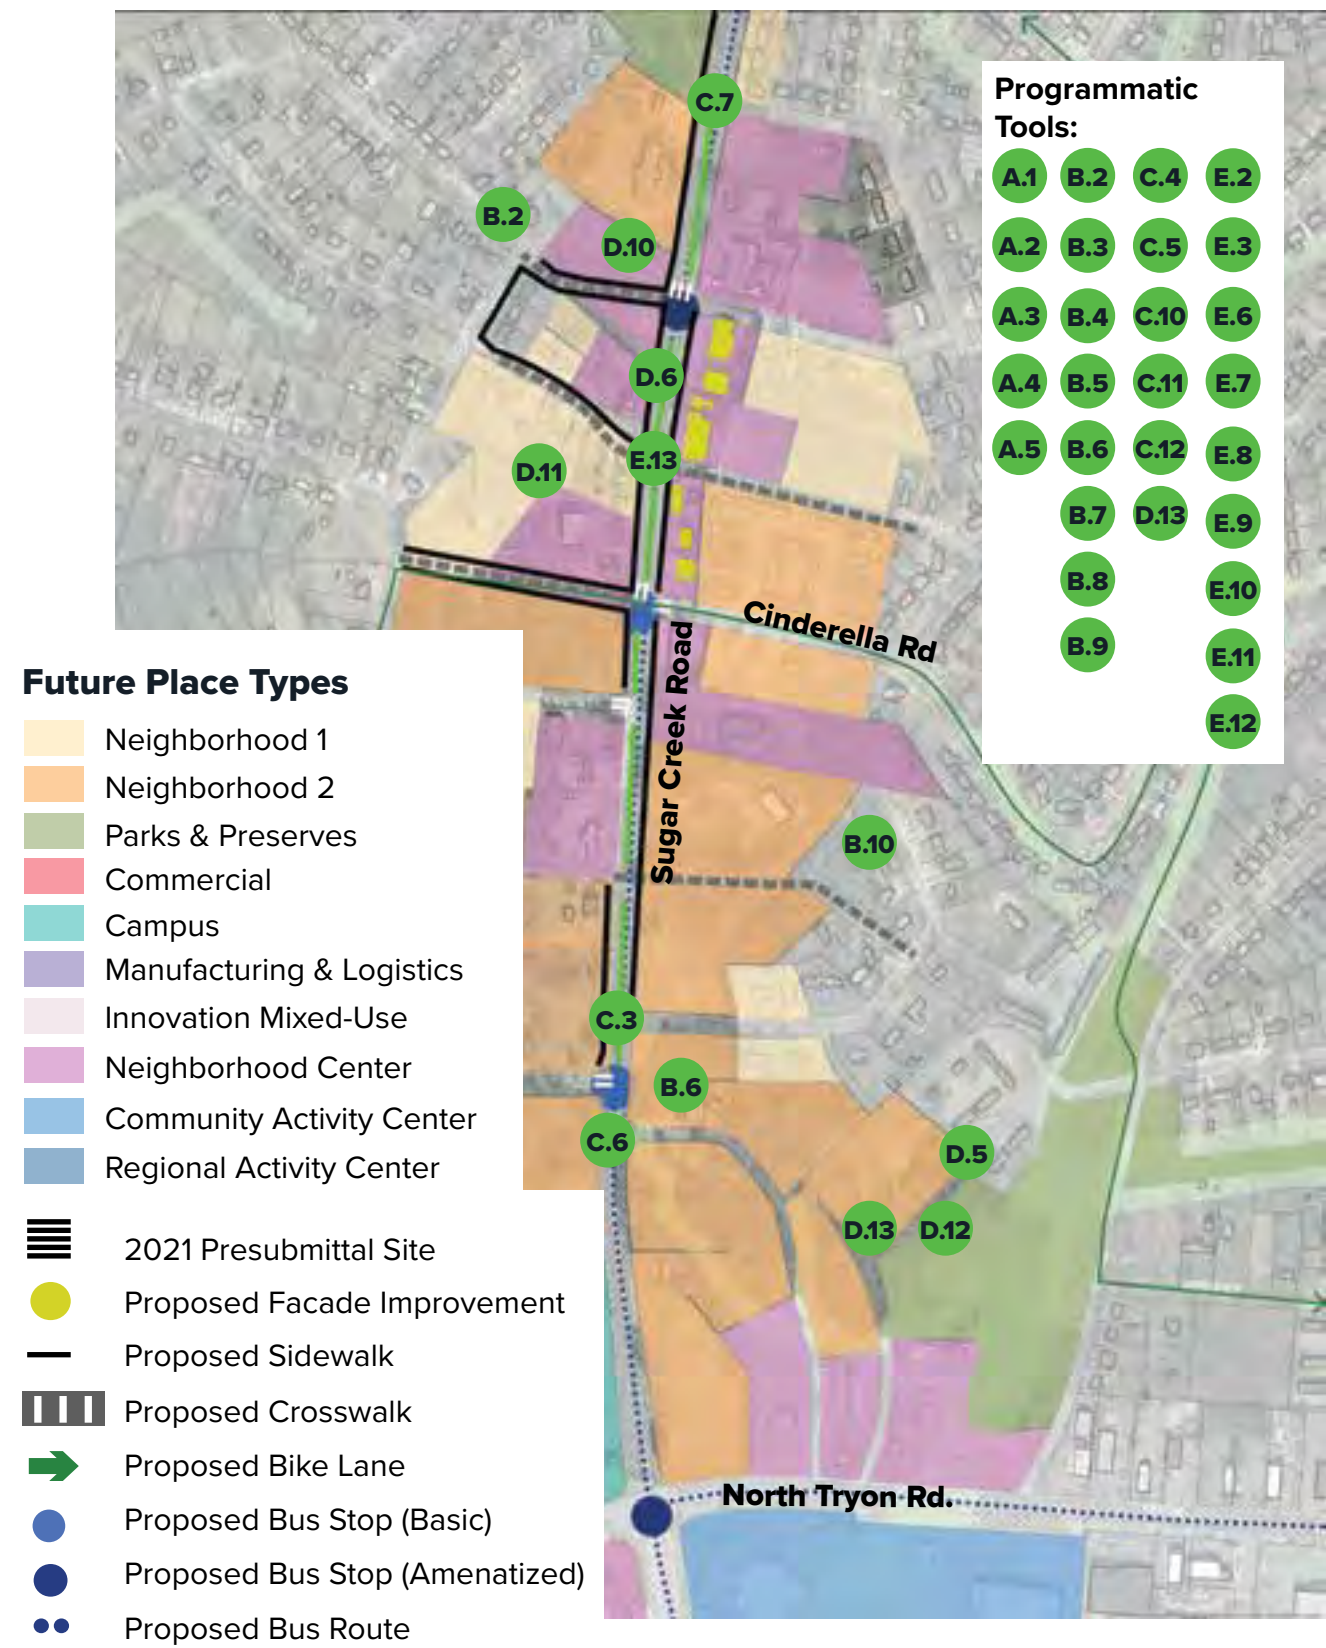 Programmatic
Tools:
A.1 B.2 C.4 E.2
A.2 B.3 C.5 E.3
A.3 B.4 C.10 E.6
A.4 B.5 C.11 E.7
A.5 B.6 C.12 E.8
B.7 D.13 E.9
B.8 E.10
B.9 E.11
E.12
C.7
B.2
D.10
D.6
E.13
D.11
Cinderella Rd
Sugar Creek Road
B.10
C.3
B.6
C.6
D.5
D.13
D.12
North Tryon Rd.
Future Place Types
Neighborhood 1
Neighborhood 2
Parks & Preserves
Commercial
Campus
Manufacturing & Logistics
Innovation Mixed-Use
Neighborhood Center
Community Activity Center
Regional Activity Center
2021 Presubmittal Site
Proposed Facade Improvement
Proposed Sidewalk
Proposed Crosswalk
Proposed Bike Lane
Proposed Bus Stop (Basic)
Proposed Bus Stop (Amenatized)
Proposed Bus Route